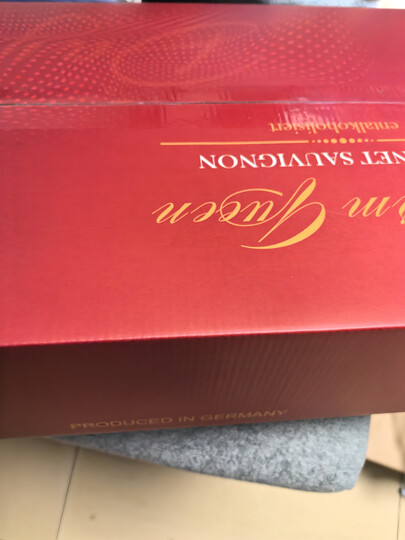 m Queen
NET SAUVIGNON
entalkoholisiert
PRODUCED IN GERMANY